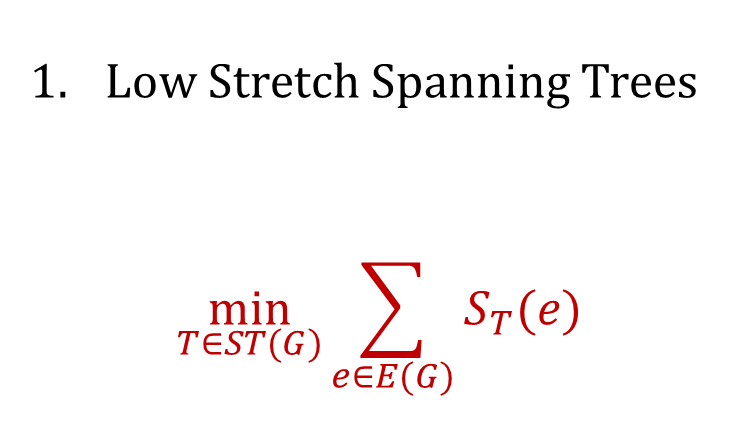 1. Low Stretch Spanning Trees
min ∑ S_T(e)
T∈ST(G)
e∈E(G)